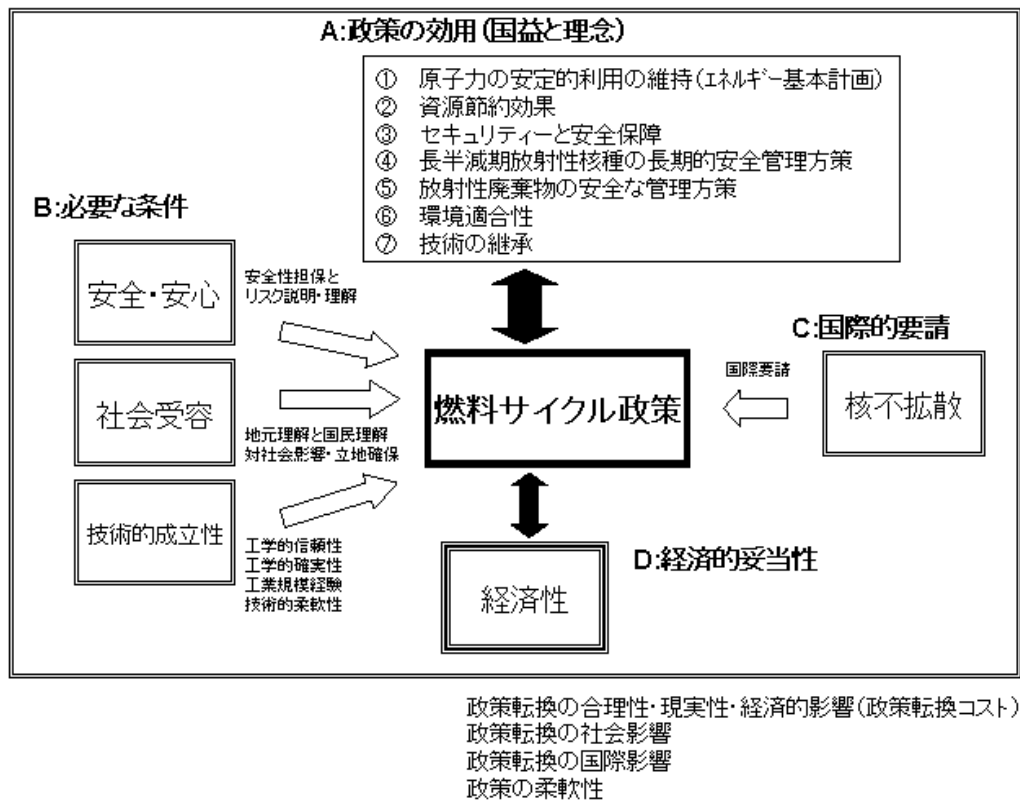 A:政策の効用(国益と理念)
① 原子力の安定的利用の維持(エネルギー基本計画)
② 資源節約効果
③ セキュリティーと安全保障
④ 長半減期放射性核種の長期的安全管理方策
⑤ 放射性廃棄物の安全な管理方策
⑥ 環境適合性
⑦ 技術の継承
B:必要な条件
安全・安心
安全性担保と
リスク説明・理解
社会受容
地元理解と国民理解
対社会影響・立地確保
技術的成立性
工学的信頼性
工学的確実性
工業規模経験
技術的柔軟性
燃料サイクル政策
C:国際的要請
国際要請
核不拡散
D:経済的妥当性
経済性
政策転換の合理性・現実性・経済的影響(政策転換コスト)
政策転換の社会影響
政策転換の国際影響
政策の柔軟性